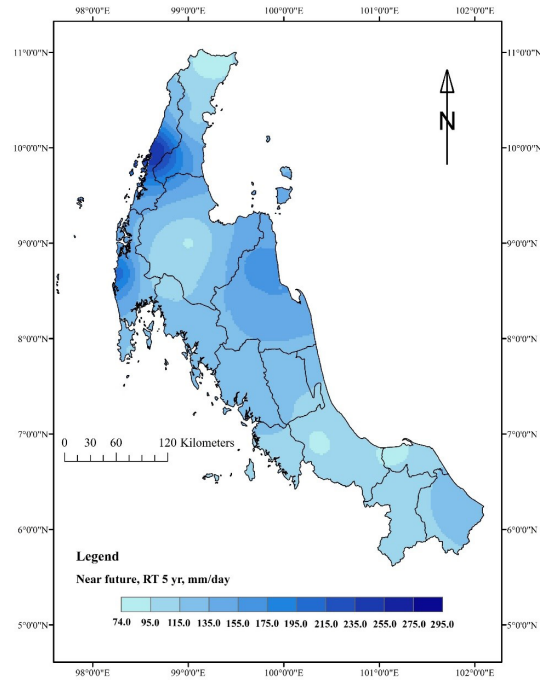 98°0'0"E 99°0'0"E 100°0'0"E 101°0'0"E 102°0'0"E
11°0'0"N 11°0'0"N
N
10°0'0"N 10°0'0"N
9°0'0"N 9°0'0"N
8°0'0"N 8°0'0"N
7°0'0"N 7°0'0"N
0 30 60 120 Kilometers
6°0'0"N 6°0'0"N
Legend
Near future, RT 5 yr, mm/day
74.0 95.0 115.0 135.0 155.0 175.0 195.0 215.0 235.0 255.0 275.0 295.0
5°0'0"N 5°0'0"N
98°0'0"E 99°0'0"E 100°0'0"E 101°0'0"E 102°0'0"E